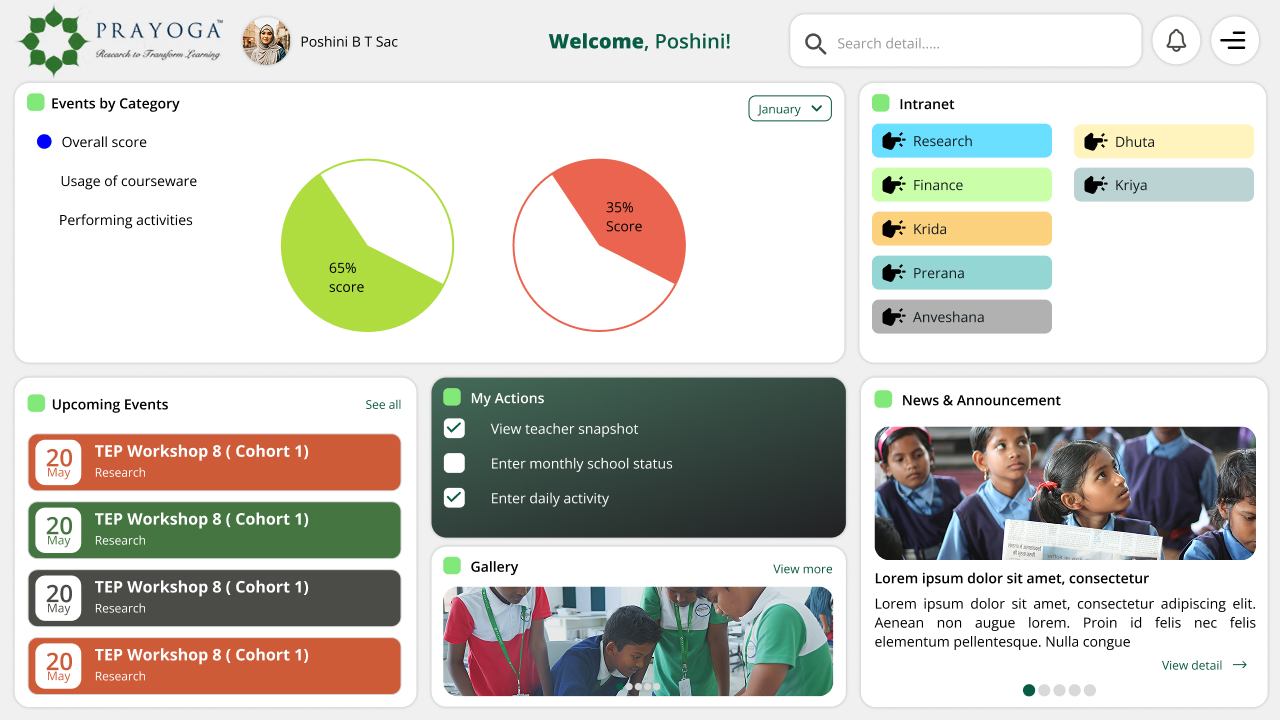 PRAYOGA™
Research to Transform Learning
Poshini B T Sac
Welcome, Poshini!
Search detail.....
Events by Category
January
Overall score
Usage of courseware
Performing activities
65%
score
35%
Score
Intranet
Research
Dhuta
Finance
Kriya
Krida
Prerana
Anveshana
Upcoming Events
See all
20
May
TEP Workshop 8 ( Cohort 1)
Research
20
May
TEP Workshop 8 ( Cohort 1)
Research
20
May
TEP Workshop 8 ( Cohort 1)
Research
20
May
TEP Workshop 8 ( Cohort 1)
Research
My Actions
View teacher snapshot
Enter monthly school status
Enter daily activity
Gallery
View more
News & Announcement
Lorem ipsum dolor sit amet, consectetur
Lorem ipsum dolor sit amet, consectetur adipiscing elit.
Aenean non augue lorem. Proin id felis nec felis
elementum pellentesque. Nulla congue
View detail